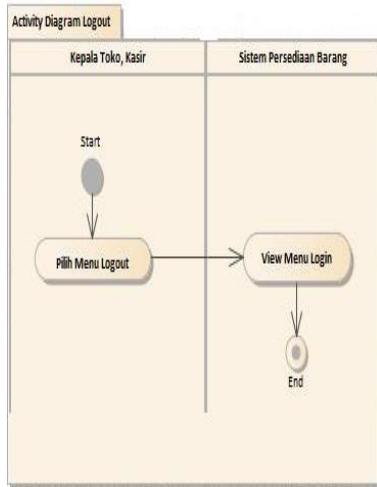 Activity Diagram Logout
Kepala Toko, Kasir
Sistem Persediaan Barang
Start
Pilih Menu Logout
View Menu Login
End